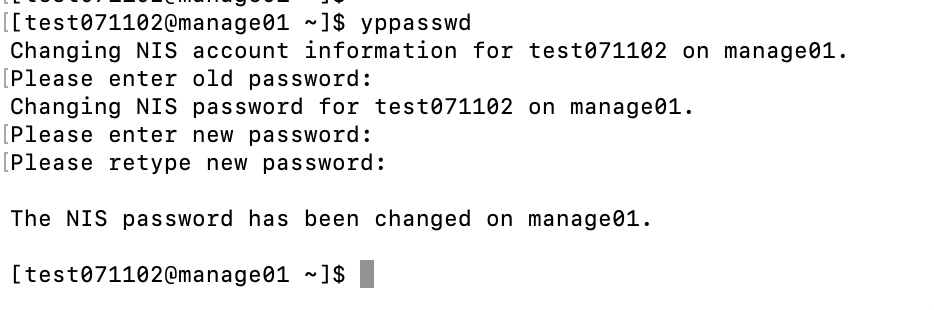 [[test071102@manage01 ~]$ yppasswd
Changing NIS account information for test071102 on manage01.
[Please enter old password:
Changing NIS password for test071102 on manage01.
[Please enter new password:
[Please retype new password:
The NIS password has been changed on manage01.
[test071102@manage01 ~]$